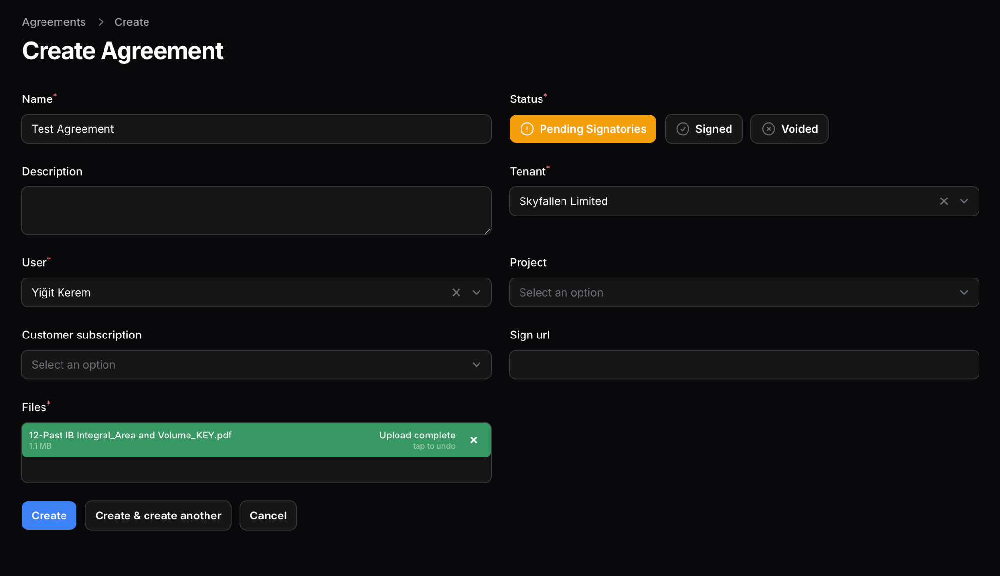 Agreements > Create
Create Agreement
Name*
Test Agreement
Status*
Pending Signatories
Signed
Voided
Description
Tenant*
Skyfallen Limited
User*
Yiğit Kerem
Project
Select an option
Customer subscription
Select an option
Sign url
Files*
12-Past IB Integral_Area and Volume_KEY.pdf
1.1 MB
Upload complete
tap to undo
Create
Create & create another
Cancel